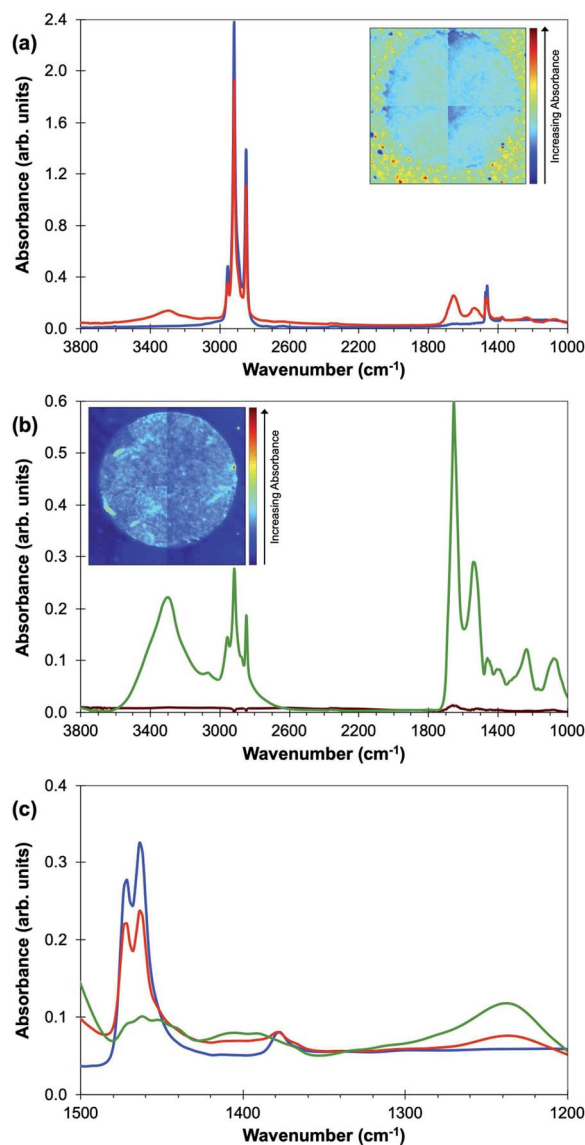 (a)
Absorbance (arb. units)
2.4
2.0
1.6
1.2
0.8
0.4
0.0
Increasing Absorbance
3800 3400 3000 2600 2200 1800 1400 1000
Wavenumber (cm⁻¹)
(b)
Absorbance (arb. units)
0.6
0.5
0.4
0.3
0.2
0.1
0.0
Increasing Absorbance
3800 3400 3000 2600 2200 1800 1400 1000
Wavenumber (cm⁻¹)
(c)
Absorbance (arb. units)
0.4
0.3
0.2
0.1
0.0
1500 1400 1300 1200
Wavenumber (cm⁻¹)